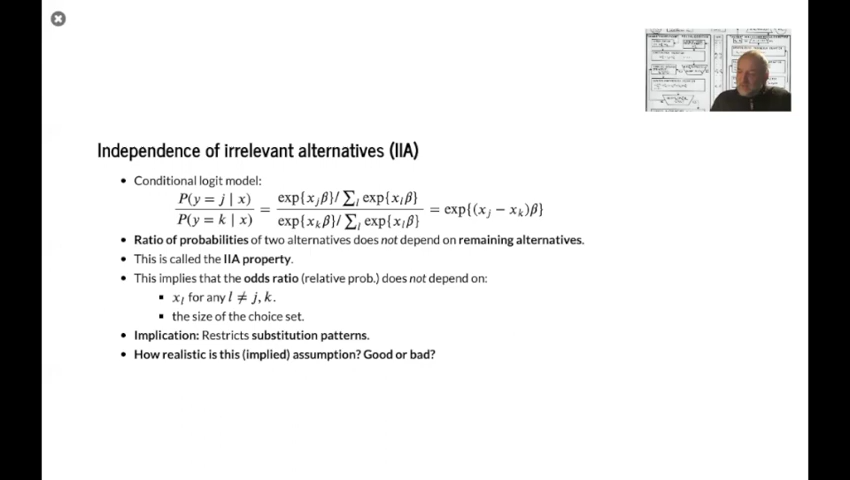 Independence of irrelevant alternatives (IIA)
• Conditional logit model:
P(y = j | x) / P(y = k | x) = exp{x_jβ}/ ∑_l exp{x_lβ} / exp{x_kβ}/ ∑_l exp{x_lβ} = exp{(x_j − x_k)β}
• Ratio of probabilities of two alternatives does not depend on remaining alternatives.
• This is called the IIA property.
• This implies that the odds ratio (relative prob.) does not depend on:
▪ x_l for any l ≠ j, k.
▪ the size of the choice set.
• Implication: Restricts substitution patterns.
• How realistic is this (implied) assumption? Good or bad?